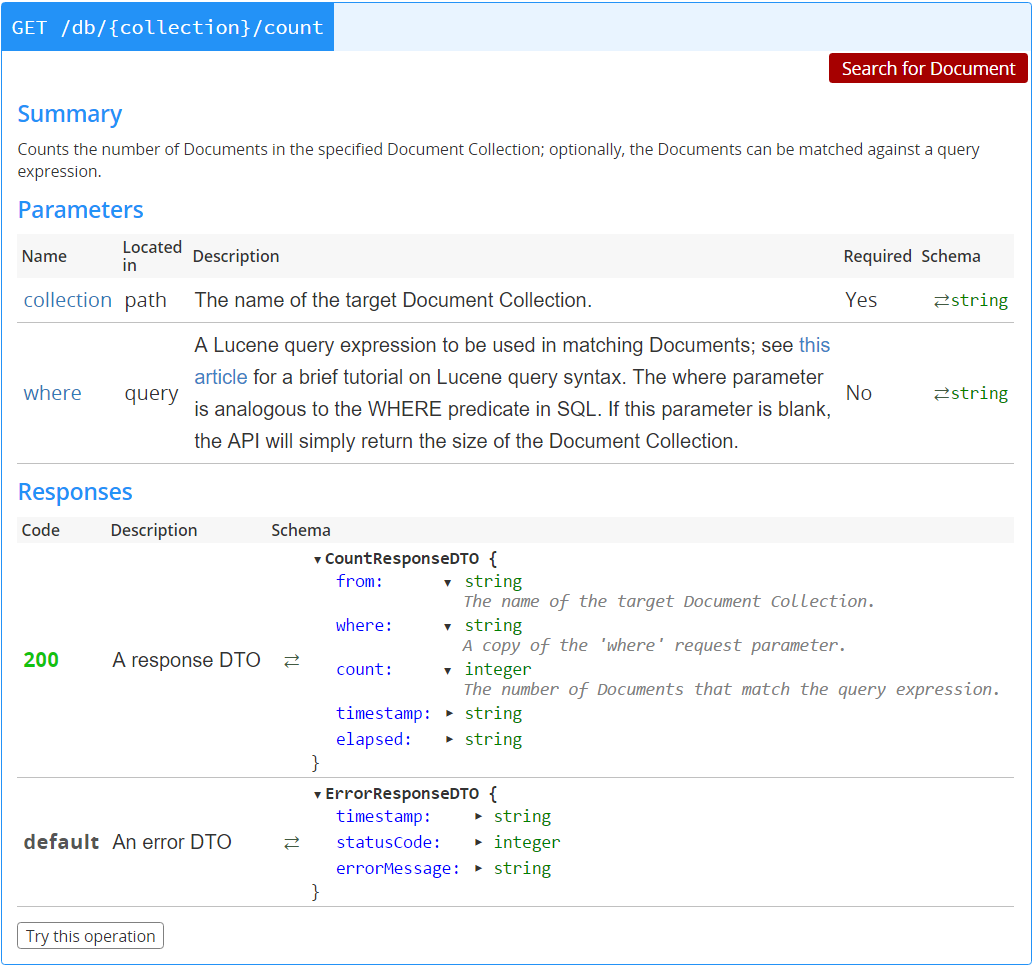 GET /db/{collection}/count
Search for Document
Summary
Counts the number of Documents in the specified Document Collection; optionally, the Documents can be matched against a query
expression.
Parameters
Name Located in Description Required Schema
collection path The name of the target Document Collection. Yes ⇄string
A Lucene query expression to be used in matching Documents; see this
article for a brief tutorial on Lucene query syntax. The where parameter
where query is analogous to the WHERE predicate in SQL. If this parameter is blank, No ⇄string
the API will simply return the size of the Document Collection.
Responses
Code Description Schema
▼CountResponseDTO {
from: ▼ string
The name of the target Document Collection.
where: ▼ string
A copy of the 'where' request parameter.
200 A response DTO ⇄
count: ▼ integer
The number of Documents that match the query expression.
timestamp: ► string
elapsed: ► string
}
▼ErrorResponseDTO {
timestamp: ► string
default An error DTO ⇄ statusCode: ► integer
errorMessage: ► string
}
Try this operation